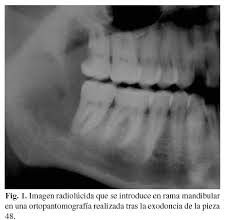 Fig. 1. Imagen radiolúcida que se introduce en rama mandibular
en una ortopantomografía realizada tras la exodoncia de la pieza
48.